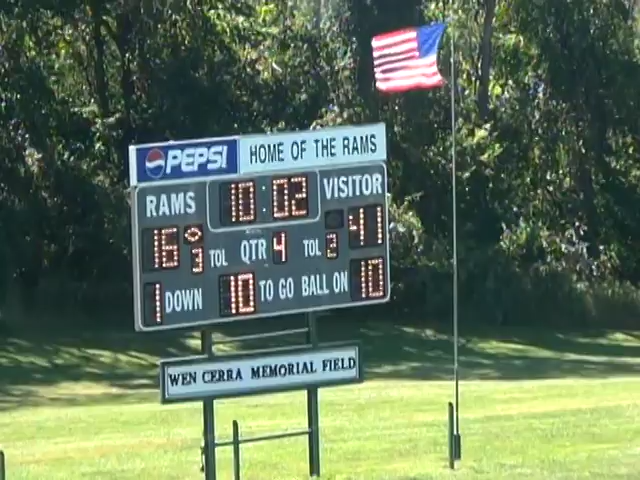 PEPSI HOME OF THE RAMS
RAMS 10:02 VISITOR
16 3 TOL QTR 4 TOL 2 41
1 DOWN 10 TO GO BALL ON 10
WEN CERRA MEMORIAL FIELD